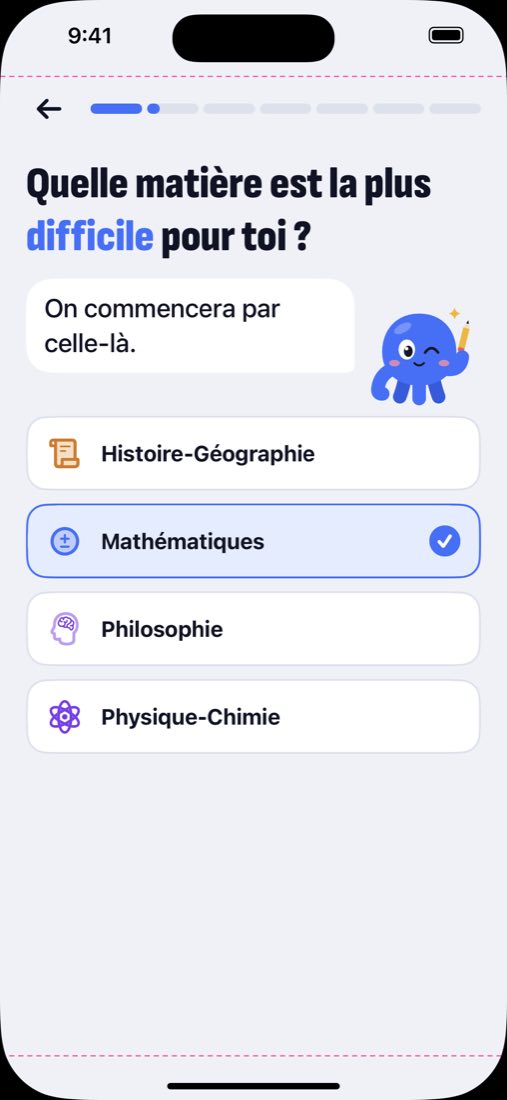 9:41
Quelle matière est la plus
difficile pour toi ?
On commencera par
celle-là.
Histoire-Géographie
Mathématiques
Philosophie
Physique-Chimie